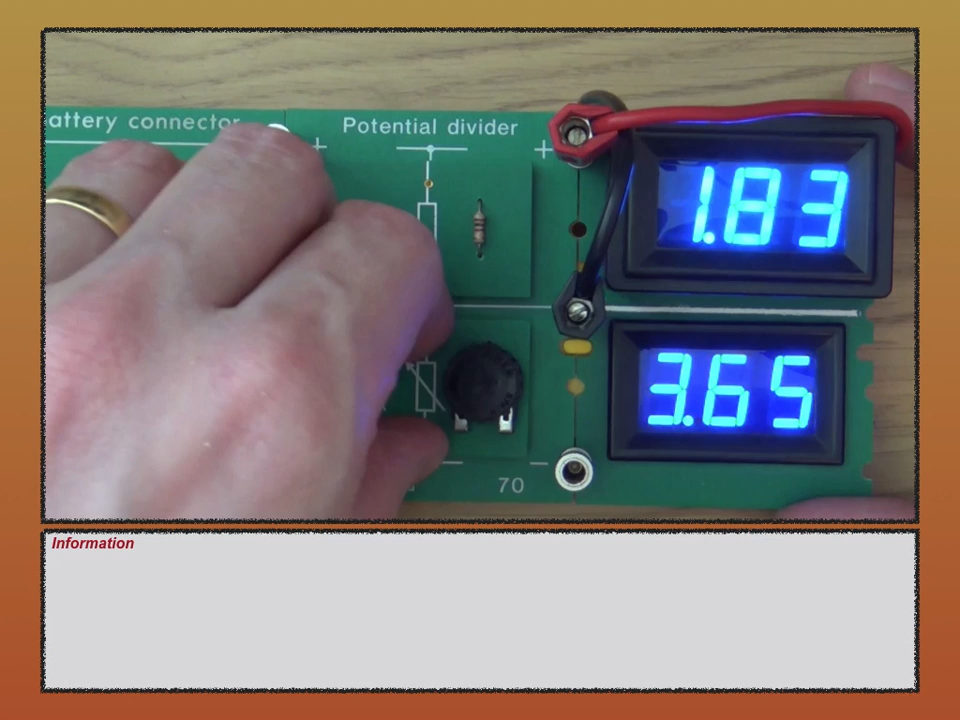 attery connector
Potential divider
+
+
1.83
3.65
70
Information